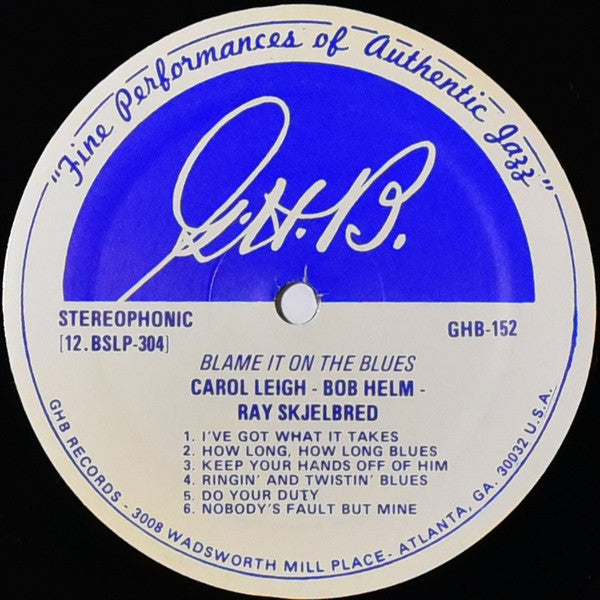 "Fine Performances of Authentic Jazz"
G.H.B.
STEREOPHONIC
[12.BSLP-304]
GHB-152
BLAME IT ON THE BLUES
CAROL LEIGH - BOB HELM -
RAY SKJELBRED
1. I'VE GOT WHAT IT TAKES
2. HOW LONG, HOW LONG BLUES
3. KEEP YOUR HANDS OFF OF HIM
4. RINGIN' AND TWISTIN' BLUES
5. DO YOUR DUTY
6. NOBODY'S FAULT BUT MINE
GHB RECORDS - 3008 WADSWORTH MILL PLACE - ATLANTA, GA. 30032 U.S.A.